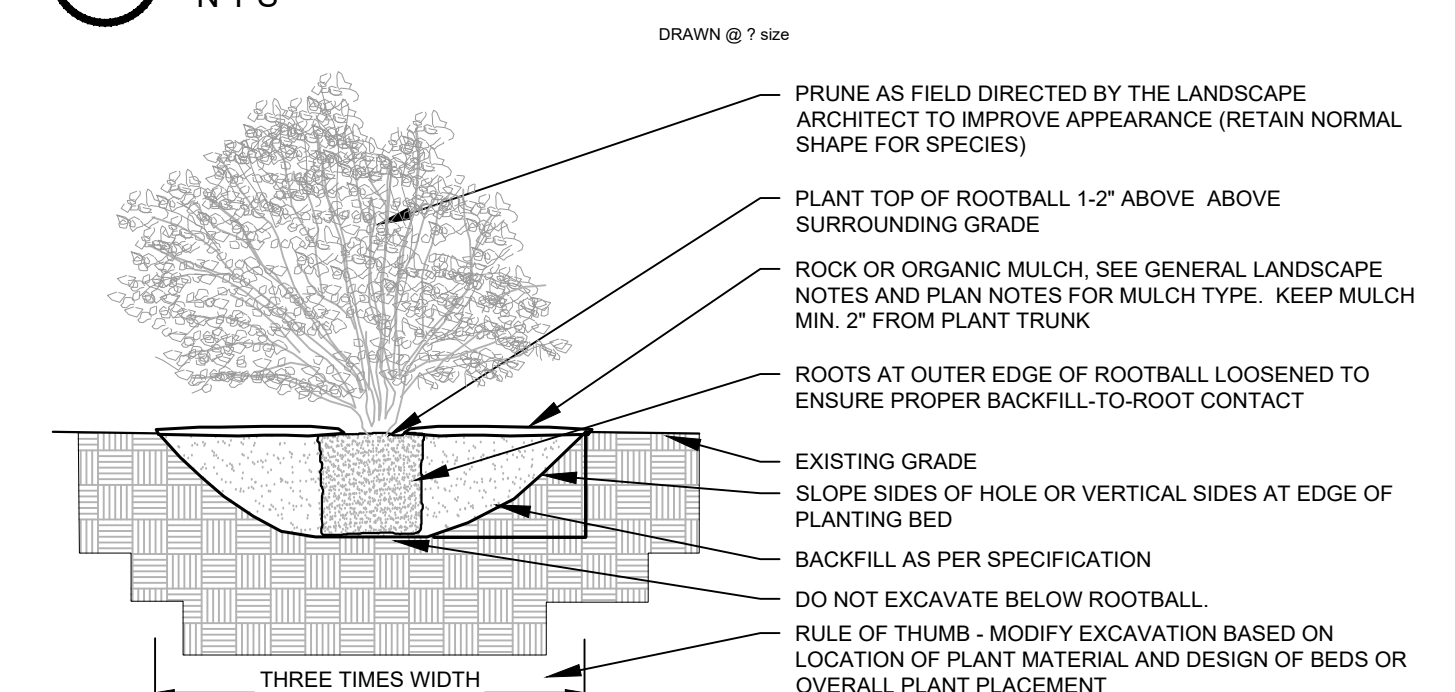 NTS
DRAWN @ ? size
PRUNE AS FIELD DIRECTED BY THE LANDSCAPE
ARCHITECT TO IMPROVE APPEARANCE (RETAIN NORMAL
SHAPE FOR SPECIES)
PLANT TOP OF ROOTBALL 1-2" ABOVE ABOVE
SURROUNDING GRADE
ROCK OR ORGANIC MULCH, SEE GENERAL LANDSCAPE
NOTES AND PLAN NOTES FOR MULCH TYPE. KEEP MULCH
MIN. 2" FROM PLANT TRUNK
ROOTS AT OUTER EDGE OF ROOTBALL LOOSENED TO
ENSURE PROPER BACKFILL-TO-ROOT CONTACT
EXISTING GRADE
SLOPE SIDES OF HOLE OR VERTICAL SIDES AT EDGE OF
PLANTING BED
BACKFILL AS PER SPECIFICATION
DO NOT EXCAVATE BELOW ROOTBALL.
RULE OF THUMB - MODIFY EXCAVATION BASED ON
LOCATION OF PLANT MATERIAL AND DESIGN OF BEDS OR
OVERALL PLANT PLACEMENT
THREE TIMES WIDTH